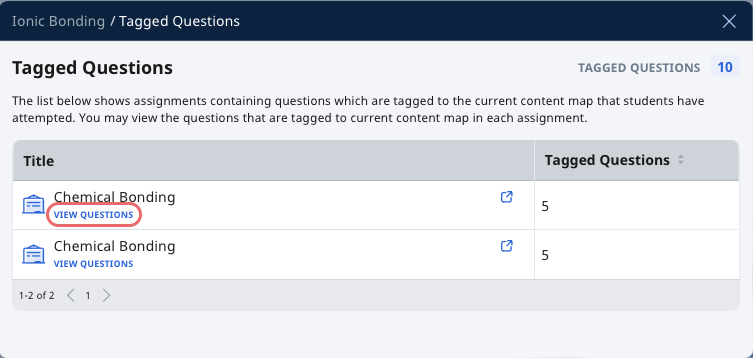 Ionic Bonding / Tagged Questions
Tagged Questions
TAGGED QUESTIONS 10
The list below shows assignments containing questions which are tagged to the current content map that students have
attempted. You may view the questions that are tagged to current content map in each assignment.
Title Tagged Questions
Chemical Bonding 5
VIEW QUESTIONS
Chemical Bonding 5
VIEW QUESTIONS
1-2 of 2 1